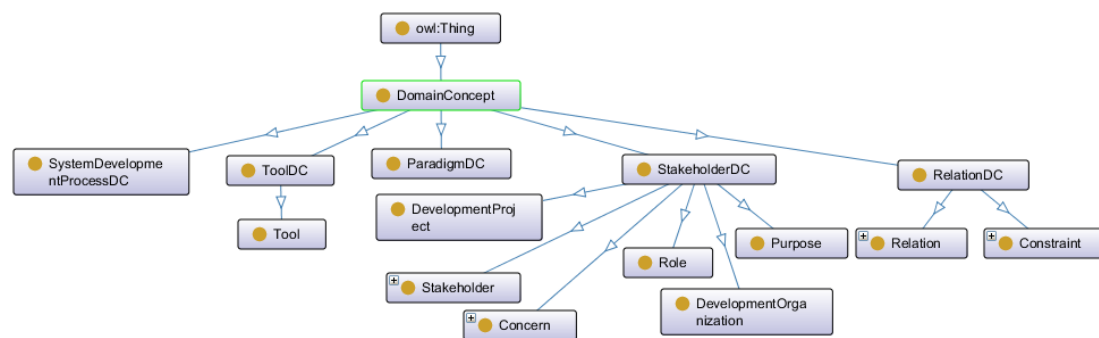 owl:Thing
DomainConcept
SystemDevelopme
ntProcessDC
ToolDC
ParadigmDC
StakeholderDC
RelationDC
Tool
DevelopmentProj
ect
Stakeholder
Concern
Role
DevelopmentOrga
nization
Purpose
Relation
Constraint